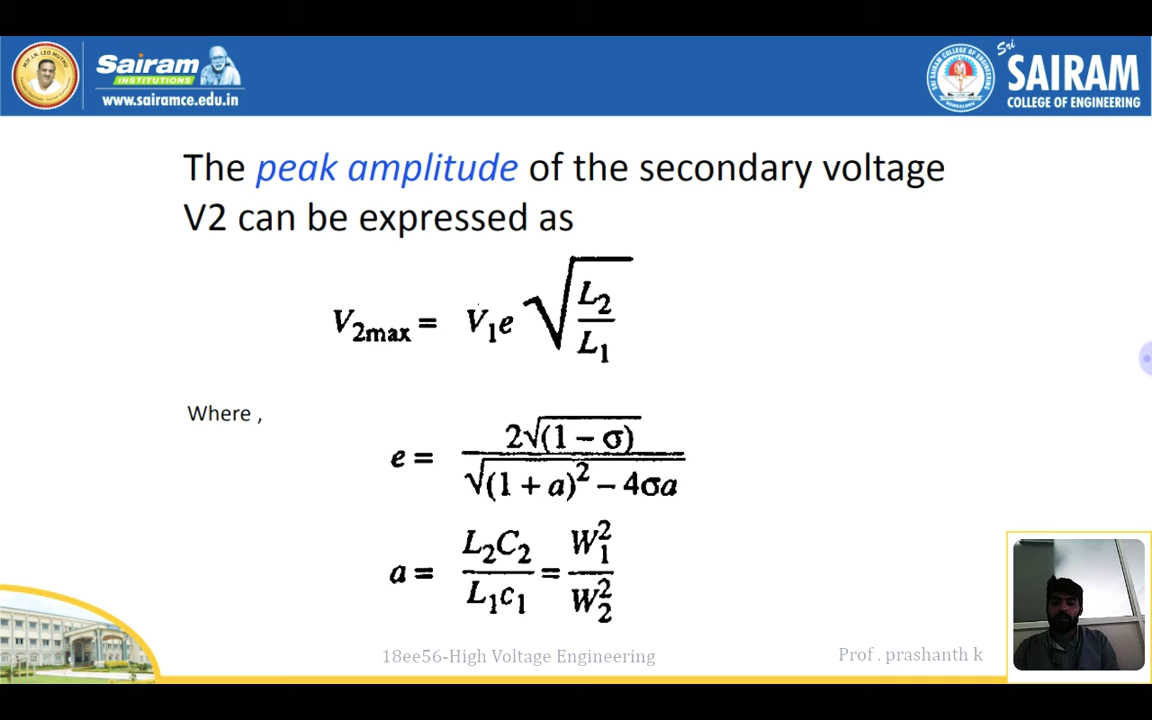 Sairam
INSTITUTIONS
www.sairamce.edu.in
Sri
SAIRAM
COLLEGE OF ENGINEERING
The peak amplitude of the secondary voltage
V2 can be expressed as
V₂max = V₁e √(L₂/L₁)
Where ,
e = 2√(1 − σ) / √(1 + a)² − 4σa
a = L₂C₂/L₁c₁ = W₁²/W₂²
18ee56-High Voltage Engineering
Prof . prashanth k